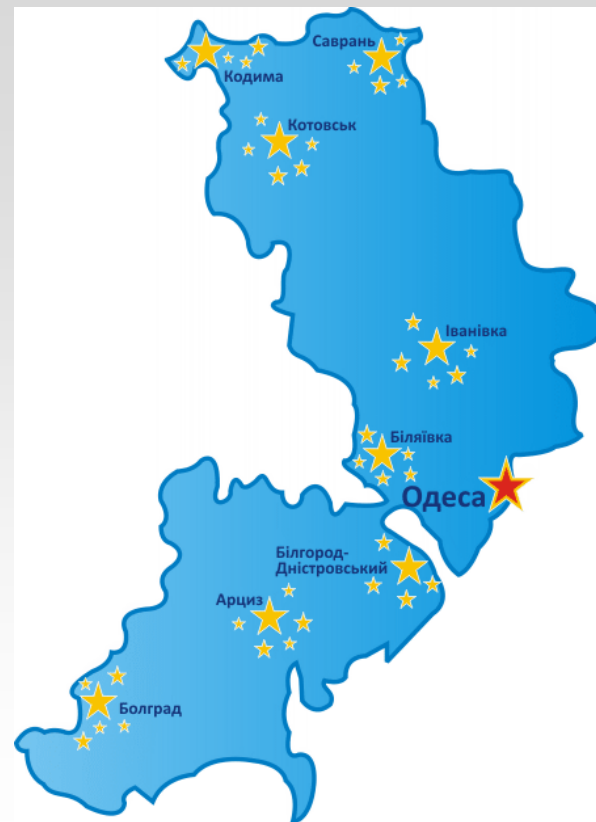 Саврань
Кодима
Котовськ
Іванівка
Біляївка
Одеса
Білгород-
Дністровський
Арциз
Болград